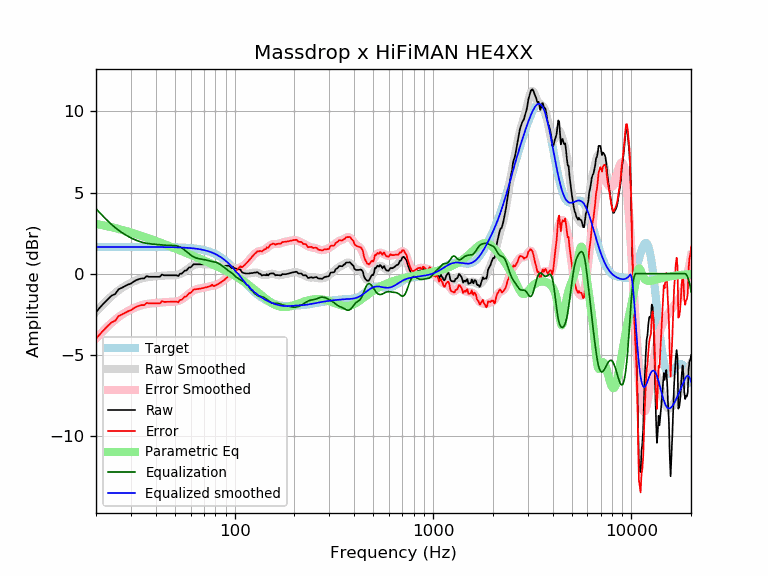 Massdrop x HiFiMAN HE4XX
Amplitude (dBr)
10
5
0
−5
−10
Target
Raw Smoothed
Error Smoothed
Raw
Error
Parametric Eq
Equalization
Equalized smoothed
100
1000
10000
Frequency (Hz)